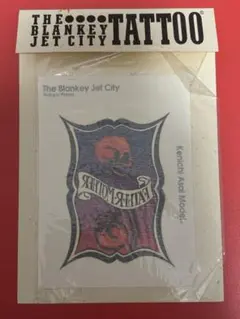 THE
BLANKEY
JET CITY
TATTOO®
The Blankey Jet City
Kenichi Asai Model